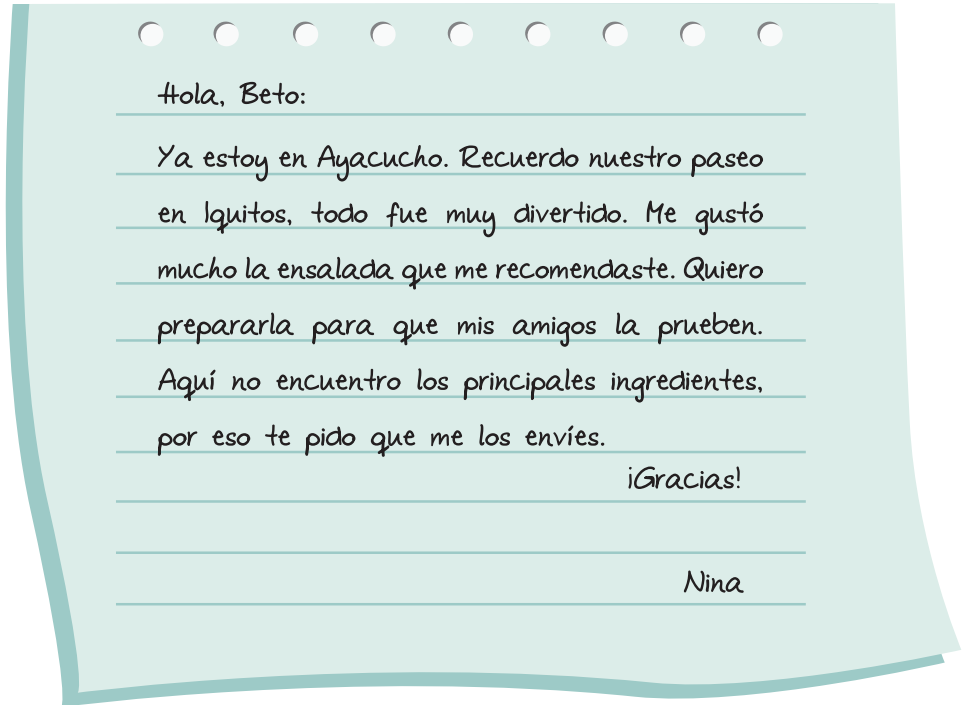 Hola, Beto:
Ya estoy en Ayacucho. Recuerdo nuestro paseo
en Iquitos, todo fue muy divertido. Me gustó
mucho la ensalada que me recomendaste. Quiero
prepararla para que mis amigos la prueben.
Aquí no encuentro los principales ingredientes,
por eso te pido que me los envíes.
¡Gracias!
Nina